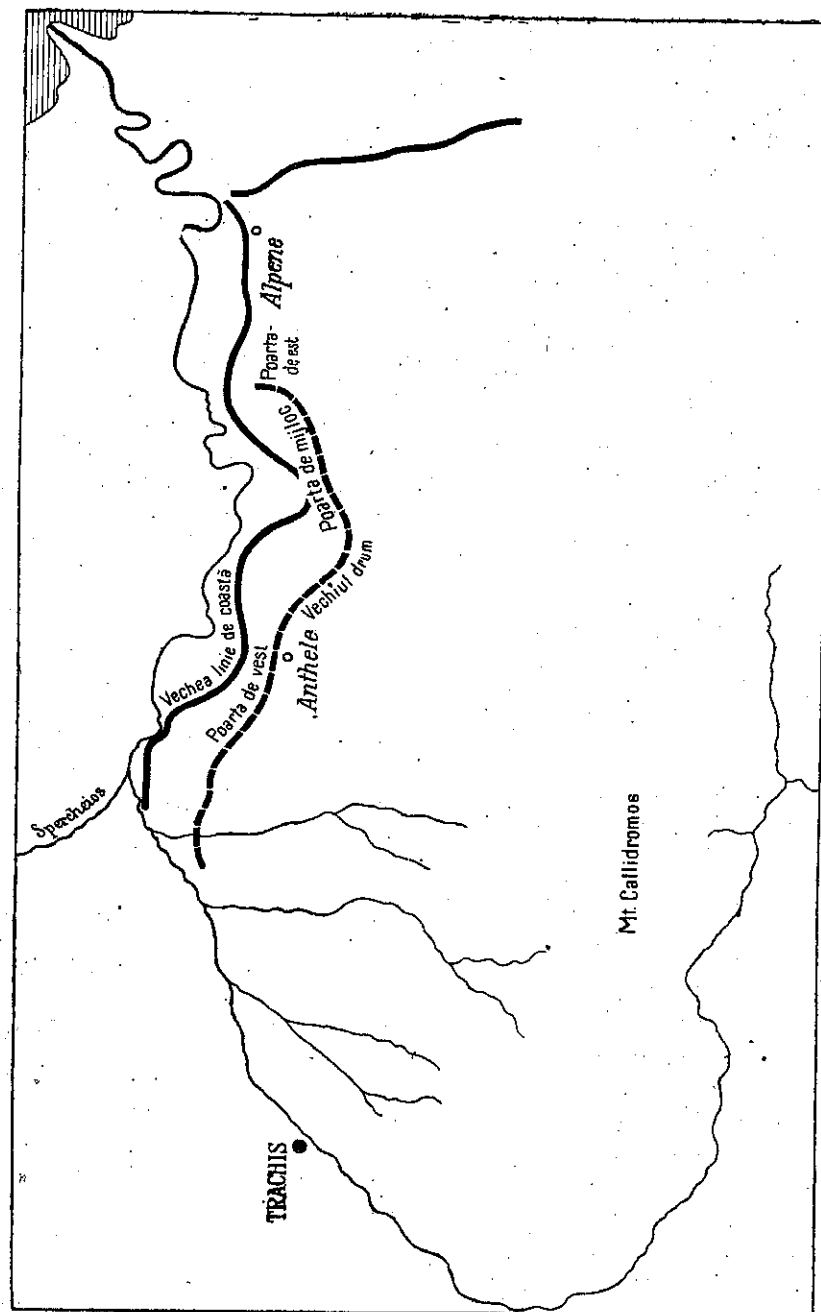 Spercheios
Vechea linie de coastă
Poarta de vest
Anthele
Vechiul drum
Poarta de mijloc
Poarta-
de est
Alpene
TRACHIS
Mt. Callidromos